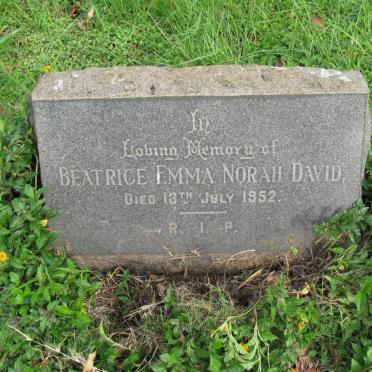 In
Loving Memory of
BEATRICE EMMA NORAH DAVID.
DIED 13TH JULY 1952.
R. I. P.